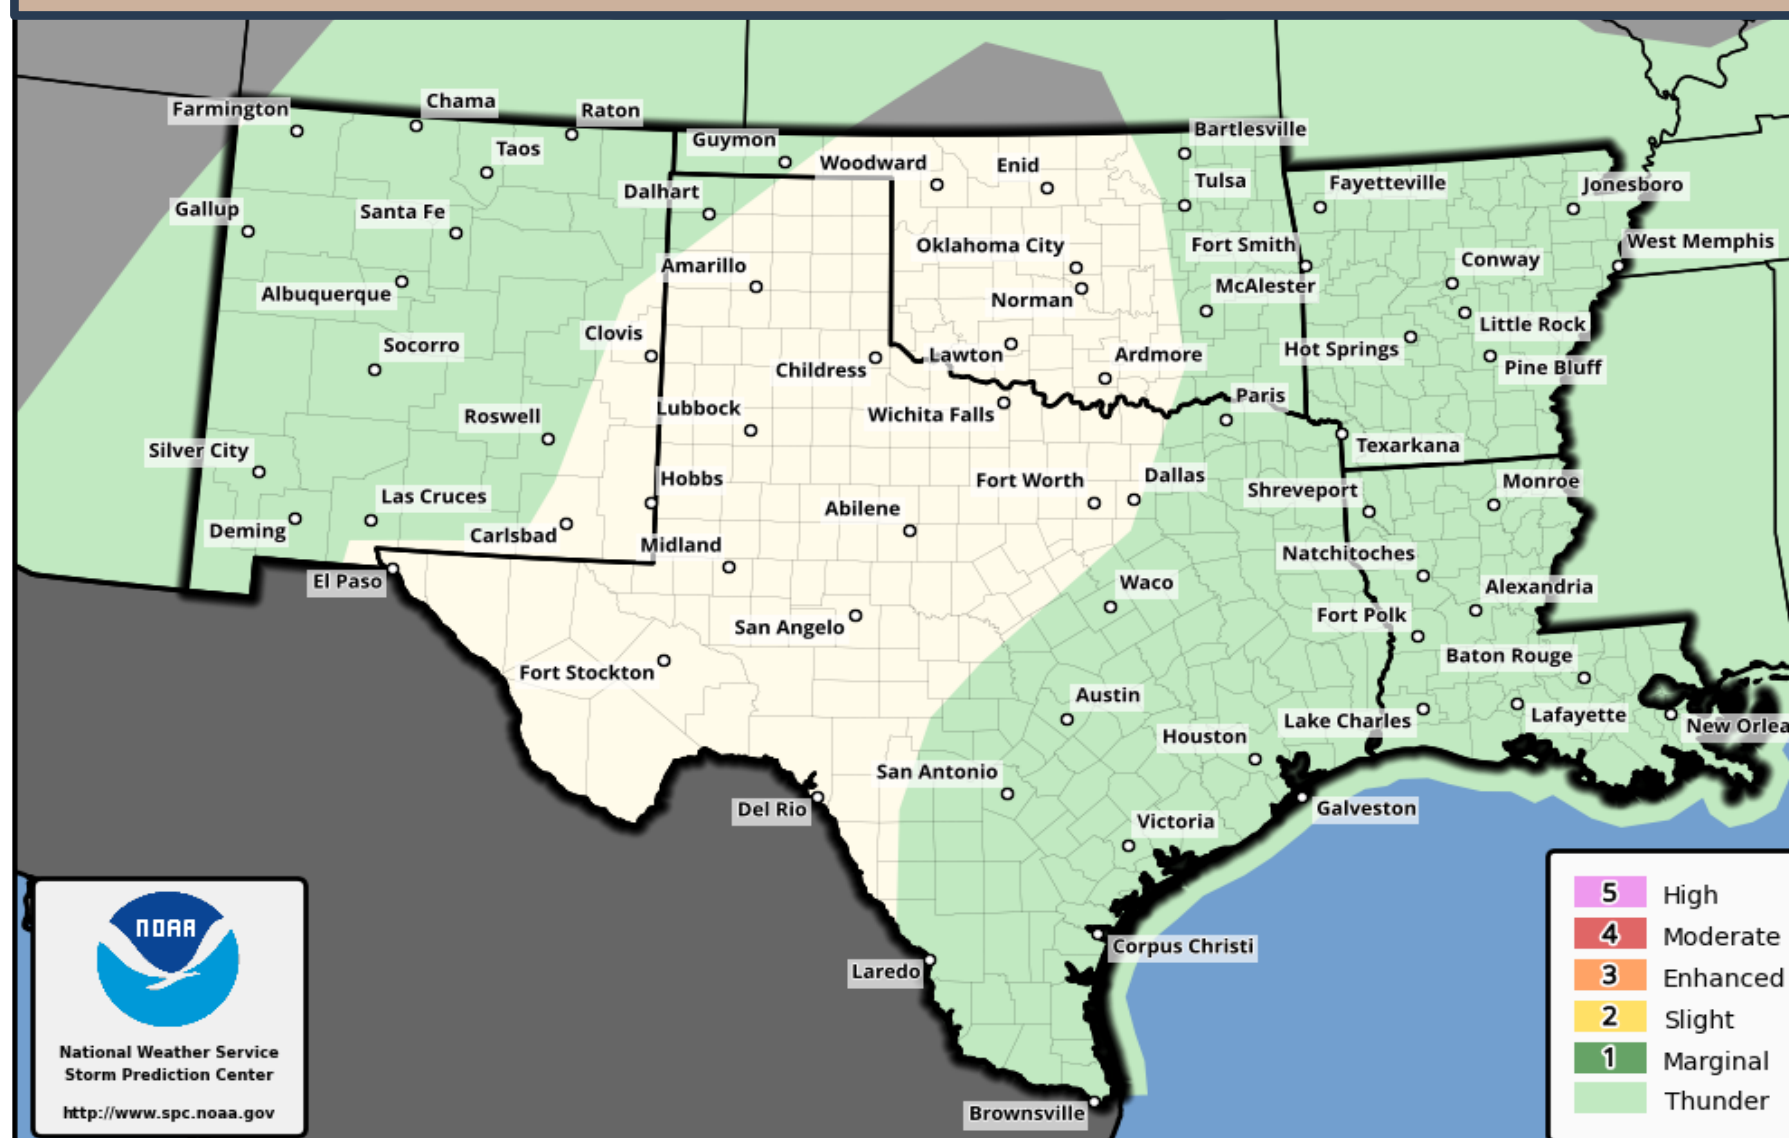 Farmington
Chama
Raton
Guymon
Bartlesville
Taos
Woodward
Enid
Dalhart
Tulsa
Fayetteville
Jonesboro
Gallup
Santa Fe
Oklahoma City
Fort Smith
West Memphis
Amarillo
Conway
Albuquerque
Norman
McAlester
Clovis
Little Rock
Socorro
Childress
Lawton
Ardmore
Hot Springs
Pine Bluff
Roswell
Lubbock
Wichita Falls
Paris
Silver City
Texarkana
Hobbs
Fort Worth
Dallas
Shreveport
Monroe
Las Cruces
Abilene
Deming
Carlsbad
Midland
Natchitoches
El Paso
Waco
Alexandria
San Angelo
Fort Polk
Fort Stockton
Baton Rouge
Austin
Lake Charles
Lafayette
New Orlea
Houston
San Antonio
Del Rio
Galveston
Victoria
Corpus Christi
Laredo
Brownsville
NOAA
National Weather Service
Storm Prediction Center
http://www.spc.noaa.gov
5 High
4 Moderate
3 Enhanced
2 Slight
1 Marginal
Thunder